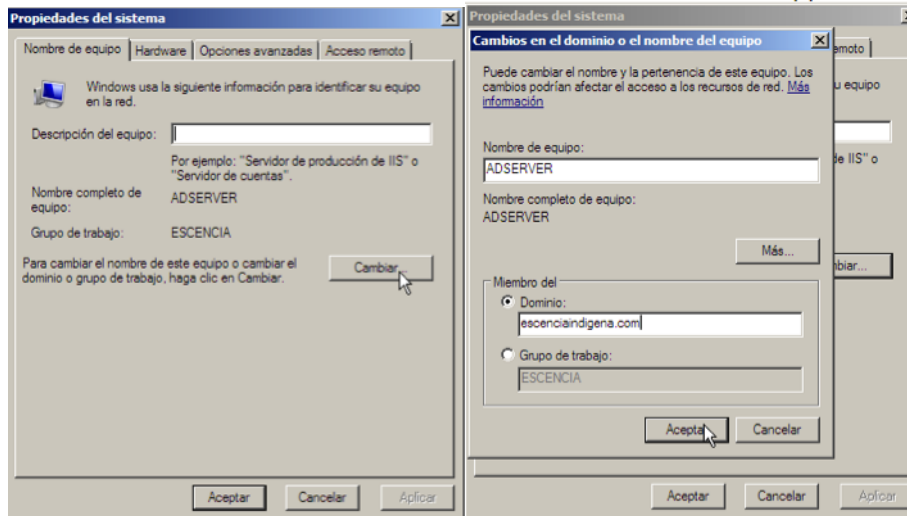 Propiedades del sistema
Nombre de equipo
Hardware
Opciones avanzadas
Acceso remoto
Windows usa la siguiente información para identificar su equipo
en la red.
Descripción del equipo:
Por ejemplo: "Servidor de producción de IIS" o
"Servidor de cuentas".
Nombre completo de
equipo:
ADSERVER
Grupo de trabajo:
ESCENCIA
Para cambiar el nombre de este equipo o cambiar el
dominio o grupo de trabajo, haga clic en Cambiar.
Cambiar...
Aceptar
Cancelar
Aplicar
Propiedades del sistema
Cambios en el dominio o el nombre del equipo
emoto
Puede cambiar el nombre y la pertenencia de este equipo. Los
cambios podrían afectar el acceso a los recursos de red. Más
información
u equipo
Nombre de equipo:
ADSERVER
de IIS" o
Nombre completo de equipo:
ADSERVER
Más...
mbiar...
Miembro del
Dominio:
escenciaindigena.com
Grupo de trabajo:
ESCENCIA
Aceptar
Cancelar
Aceptar
Cancelar
Aplicar